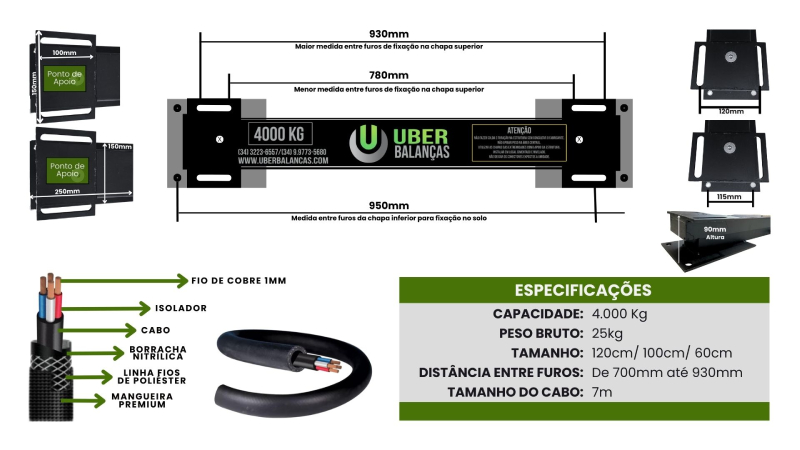 930mm
Maior medida entre furos de fixação na chapa superior
780mm
Menor medida entre furos de fixação na chapa superior
100mm
150mm
Ponto de
Apoio
150mm
Ponto de
Apoio
250mm
4000 KG
(34) 3223-6557/(34) 9.9773-5680
WWW.UBERBALANCAS.COM
UBER
BALANÇAS
ATENÇÃO
X
X
950mm
Medida entre furos da chapa inferior para fixação no solo
120mm
115mm
90mm
Altura
FIO DE COBRE 1MM
ISOLADOR
CABO
BORRACHA
NITRÍLICA
LINHA FIOS
DE POLIÉSTER
MANGUEIRA
PREMIUM
ESPECIFICAÇÕES
CAPACIDADE: 4.000 Kg
PESO BRUTO: 25kg
TAMANHO: 120cm/ 100cm/ 60cm
DISTÂNCIA ENTRE FUROS: De 700mm até 930mm
TAMANHO DO CABO: 7m